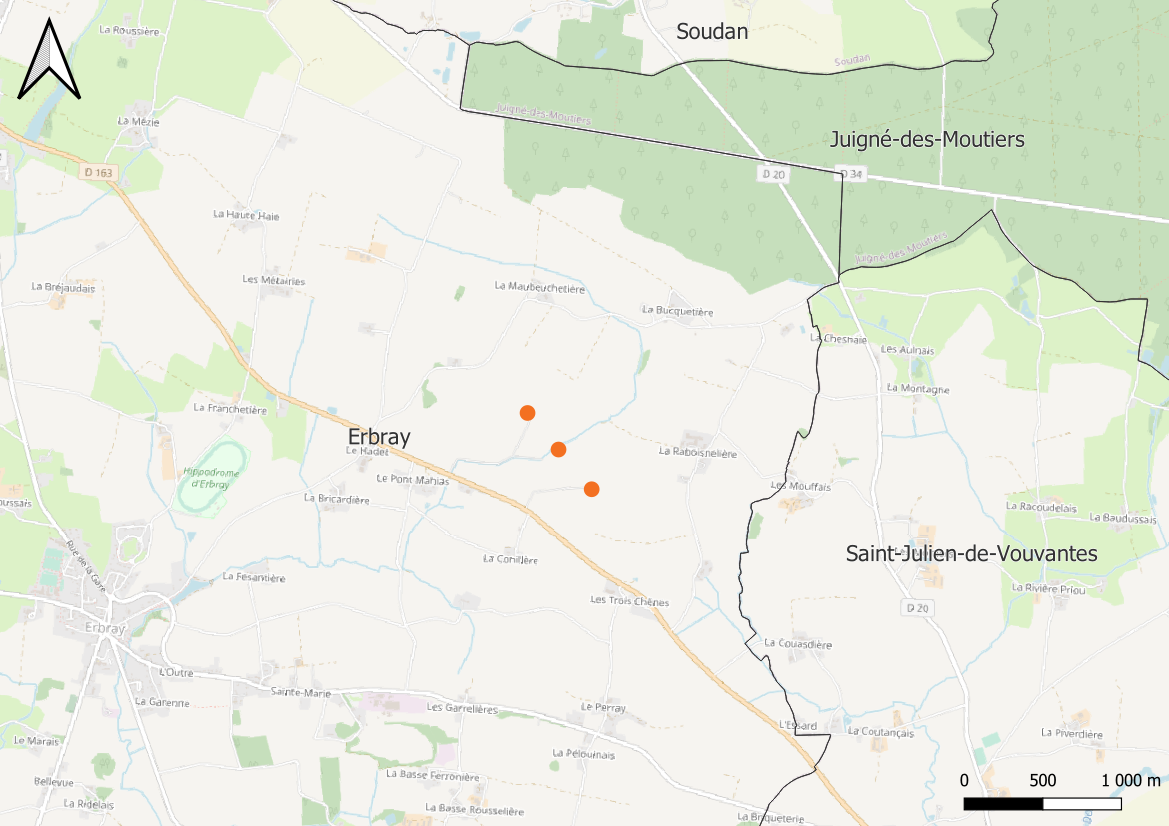 La Roussière
Soudan
Soudan
Juigné-des-Moutiers
La Mézie
Juigné-des-Moutiers
D 163
D 20
D 34
La Haute Haie
Juigné-des-Moutiers
Les Métairies
La Bréjaudais
La Maubeuchetière
La Bucquetière
La Chesnaie
Les Aulnais
La Montagne
La Franchetière
Erbray
Le Hadet
La Raboisnelière
Hippodrome
d'Erbray
Le Pont Mahias
Les Mouffais
La Bricardière
oussais
La Racoudelais
La Baudussais
Rue de la Gare
La Conillère
Saint-Julien-de-Vouvantes
La Fesantière
La Rivière Priou
Les Trois Chênes
D 20
Erbray
La Couasdière
L'Outre
Sainte-Marie
La Garenne
Les Garrelières
Le Perray
L'Essard
La Coutançais
La Piverdière
Le Marais
La Pelouinais
La Basse Ferronière
Bellevue
La Ridelais
La Basse Rousselière
La Briqueterie
0 500 1 000 m